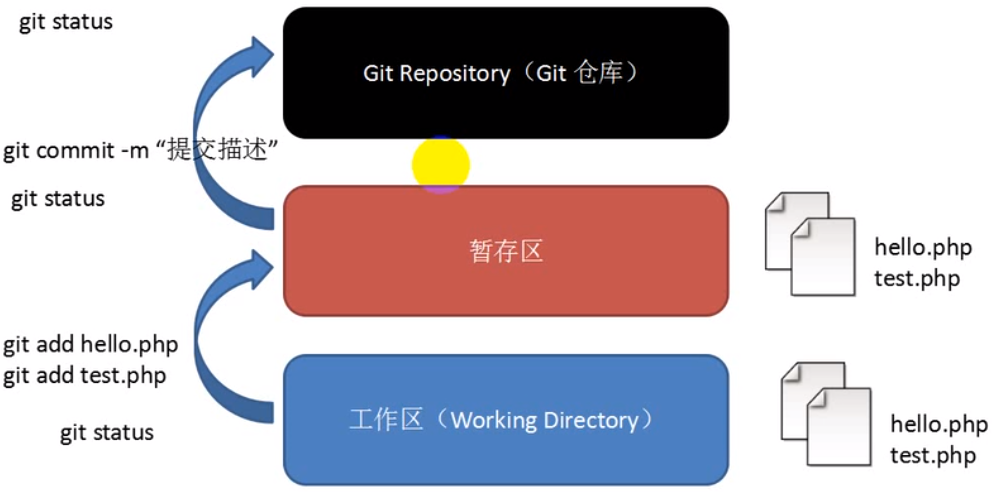 git status
Git Repository（Git 仓库）
git commit -m “提交描述”
git status
暂存区
hello.php
test.php
git add hello.php
git add test.php
git status
工作区（Working Directory）
hello.php
test.php